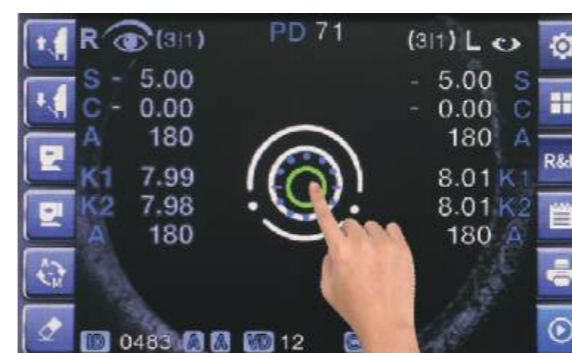 R (3|1) PD 71 (3|1) L
S - 5.00 - 5.00 S
C - 0.00 - 0.00 C
A 180 180 A
R&K
K1 7.99 8.01 K1
K2 7.98 8.01 K2
A 180 180 A
A M
ID 0483 A A VD 12